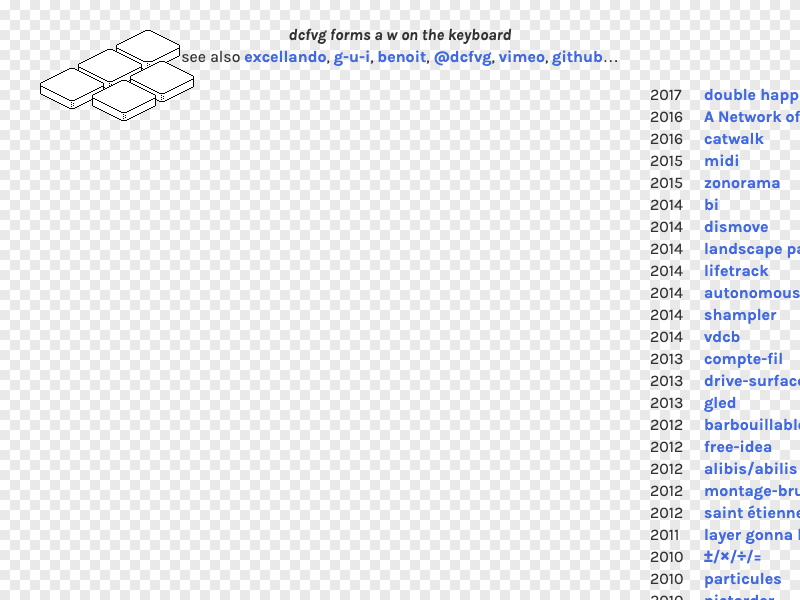 dcfvg forms a w on the keyboard
see also excellando, g-u-i, benoit, @dcfvg, vimeo, github...
2017 double happ
2016 A Network of
2016 catwalk
2015 midi
2015 zonorama
2014 bi
2014 dismove
2014 landscape pa
2014 lifetrack
2014 autonomous
2014 shampler
2014 vdcb
2013 compte-fil
2013 drive-surface
2013 gled
2012 barbouillable
2012 free-idea
2012 alibis/abilis
2012 montage-bru
2012 saint étienne
2011 layer gonna
2010 ±/×/÷/=
2010 particules